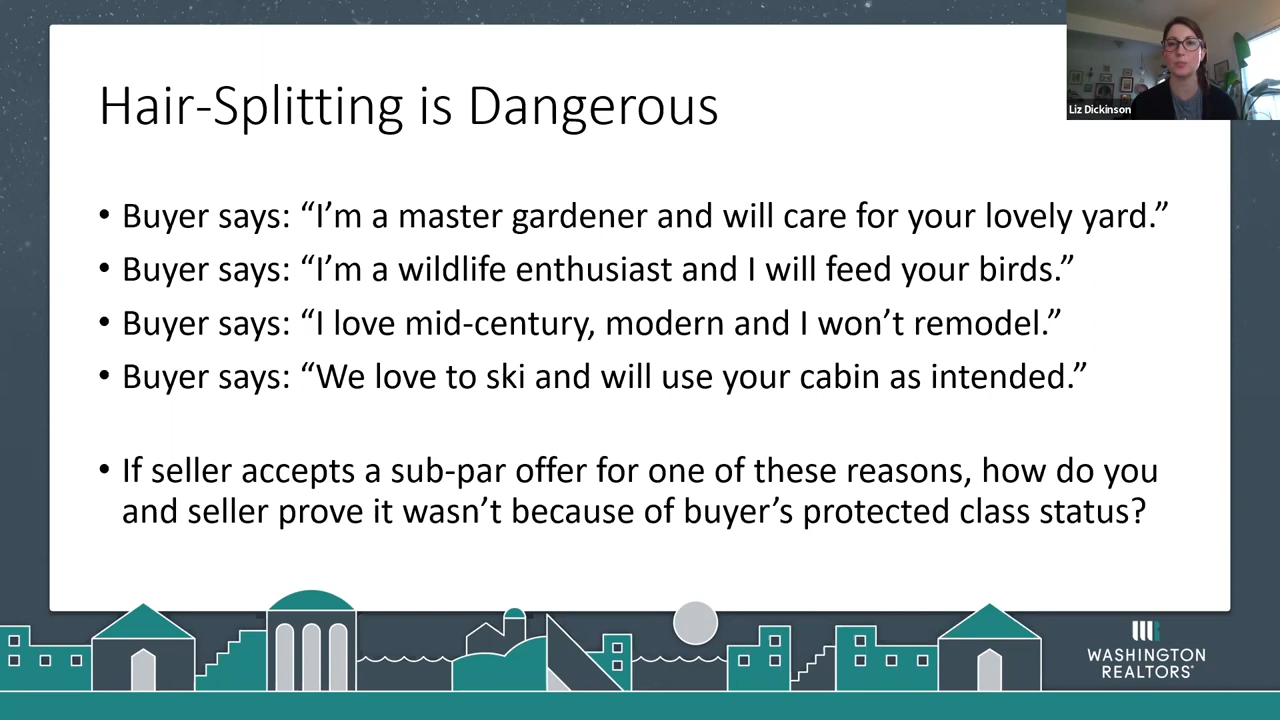 Hair-Splitting is Dangerous
Liz Dickinson
• Buyer says: “I’m a master gardener and will care for your lovely yard.”
• Buyer says: “I’m a wildlife enthusiast and I will feed your birds.”
• Buyer says: “I love mid-century, modern and I won’t remodel.”
• Buyer says: “We love to ski and will use your cabin as intended.”
• If seller accepts a sub-par offer for one of these reasons, how do you
and seller prove it wasn’t because of buyer’s protected class status?
WASHINGTON
REALTORS®